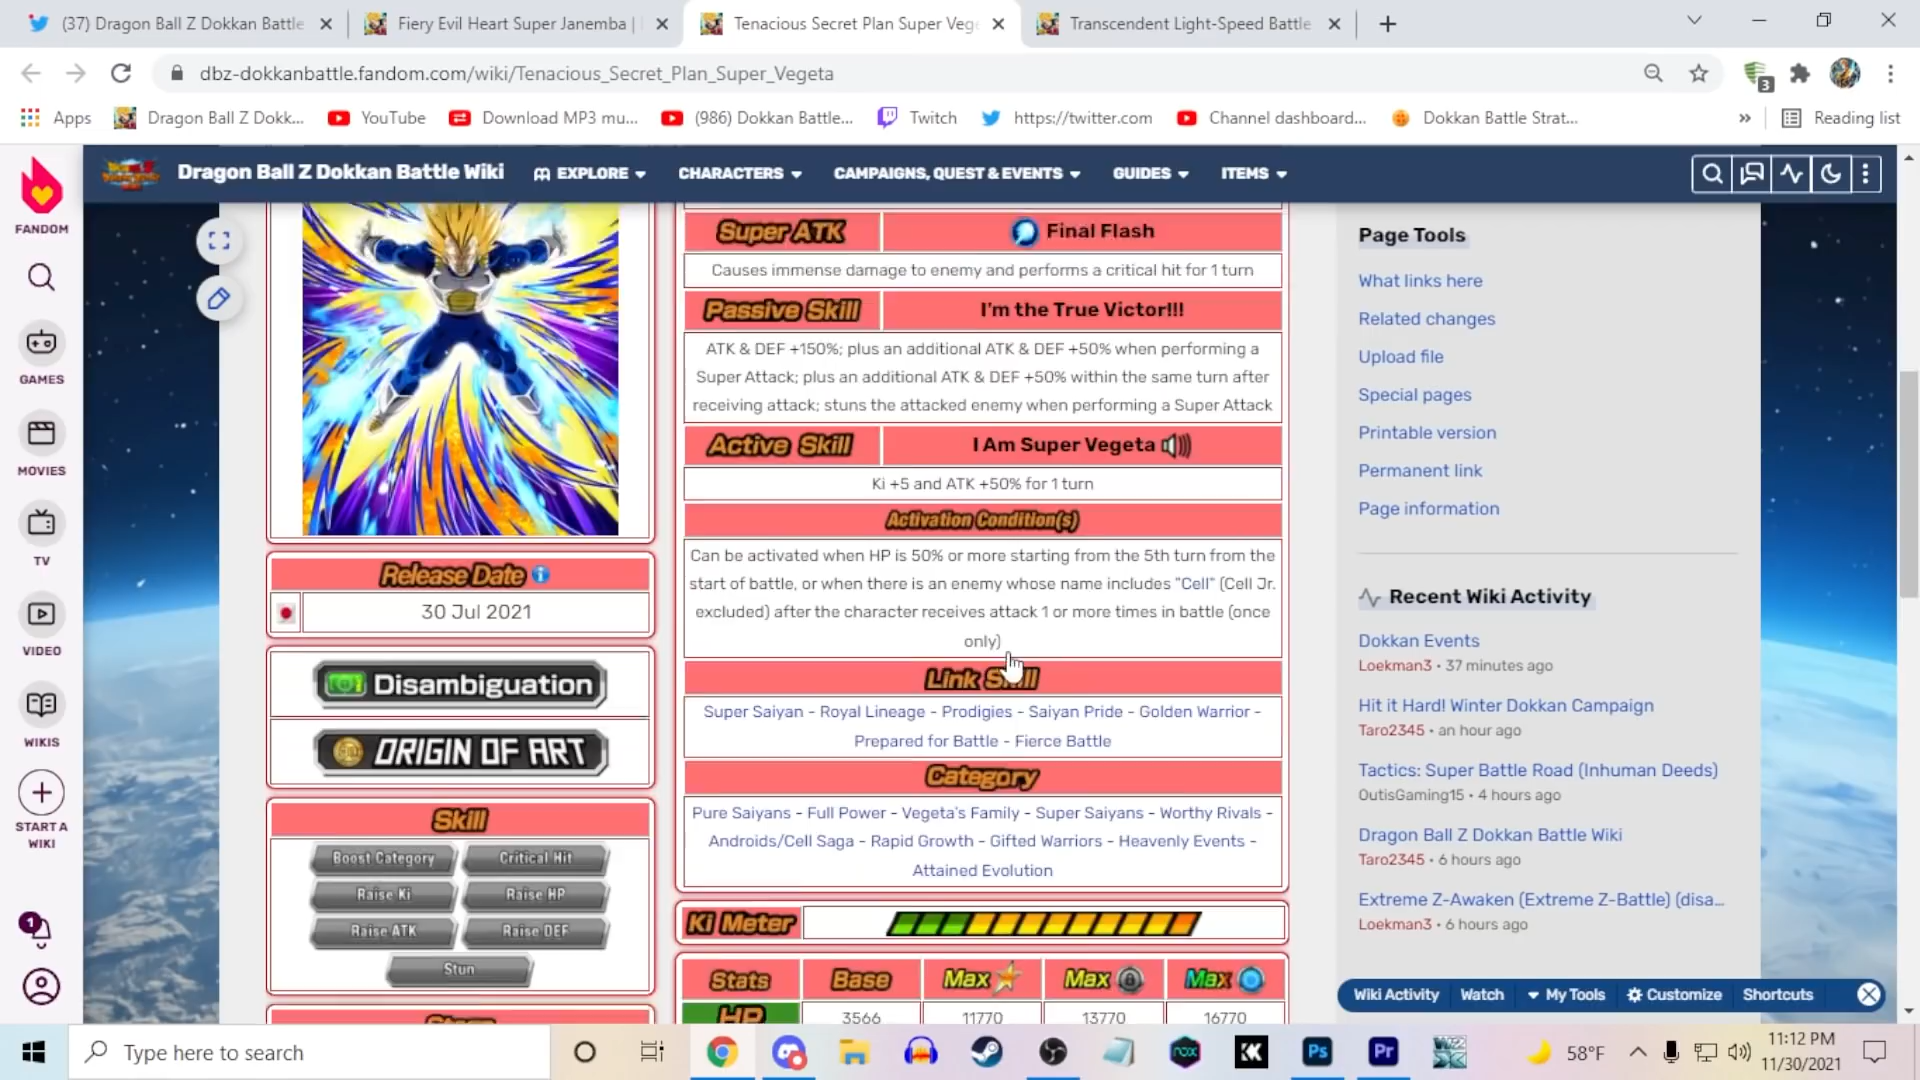 (37) Dragon Ball Z Dokkan Battle
Fiery Evil Heart Super Janemba |
Tenacious Secret Plan Super Vege
Transcendent Light-Speed Battle
dbz-dokkanbattle.fandom.com/wiki/Tenacious_Secret_Plan_Super_Vegeta
3
Apps
Dragon Ball Z Dokk...
YouTube
Download MP3 mu...
(986) Dokkan Battle...
Twitch
https://twitter.com
Channel dashboard...
Dokkan Battle Strat...
»
Reading list
Dragon Ball Z Dokkan Battle Wiki
EXPLORE
CHARACTERS
CAMPAIGNS, QUEST & EVENTS
GUIDES
ITEMS
FANDOM
GAMES
MOVIES
TV
VIDEO
WIKIS
START A
WIKI
1
Release Date
30 Jul 2021
Disambiguation
ORIGIN OF ART
Skill
Boost Category
Critical Hit
Raise Ki
Raise HP
Raise ATK
Raise DEF
Stun
Super ATK
Final Flash
Causes immense damage to enemy and performs a critical hit for 1 turn
Passive Skill
I'm the True Victor!!!
ATK & DEF +150%; plus an additional ATK & DEF +50% when performing a
Super Attack; plus an additional ATK & DEF +50% within the same turn after
receiving attack; stuns the attacked enemy when performing a Super Attack
Active Skill
I Am Super Vegeta
Ki +5 and ATK +50% for 1 turn
Activation Condition(s)
Can be activated when HP is 50% or more starting from the 5th turn from the
start of battle, or when there is an enemy whose name includes "Cell" (Cell Jr.
excluded) after the character receives attack 1 or more times in battle (once
only)
Link Skill
Super Saiyan - Royal Lineage - Prodigies - Saiyan Pride - Golden Warrior -
Prepared for Battle - Fierce Battle
Category
Pure Saiyans - Full Power - Vegeta's Family - Super Saiyans - Worthy Rivals -
Androids/Cell Saga - Rapid Growth - Gifted Warriors - Heavenly Events -
Attained Evolution
Ki Meter
Stats
Base
Max
Max
Max
HP
3566
11770
13770
16770
Page Tools
What links here
Related changes
Upload file
Special pages
Printable version
Permanent link
Page information
Recent Wiki Activity
Dokkan Events
Loekman3 • 37 minutes ago
Hit it Hard! Winter Dokkan Campaign
Taro2345 • an hour ago
Tactics: Super Battle Road (Inhuman Deeds)
OutisGaming15 • 4 hours ago
Dragon Ball Z Dokkan Battle Wiki
Taro2345 • 6 hours ago
Extreme Z-Awaken (Extreme Z-Battle) (disa...
Loekman3 • 6 hours ago
Wiki Activity
Watch
My Tools
Customize
Shortcuts
Type here to search
nox
Ps
Pr
58°F
11:12 PM
11/30/2021